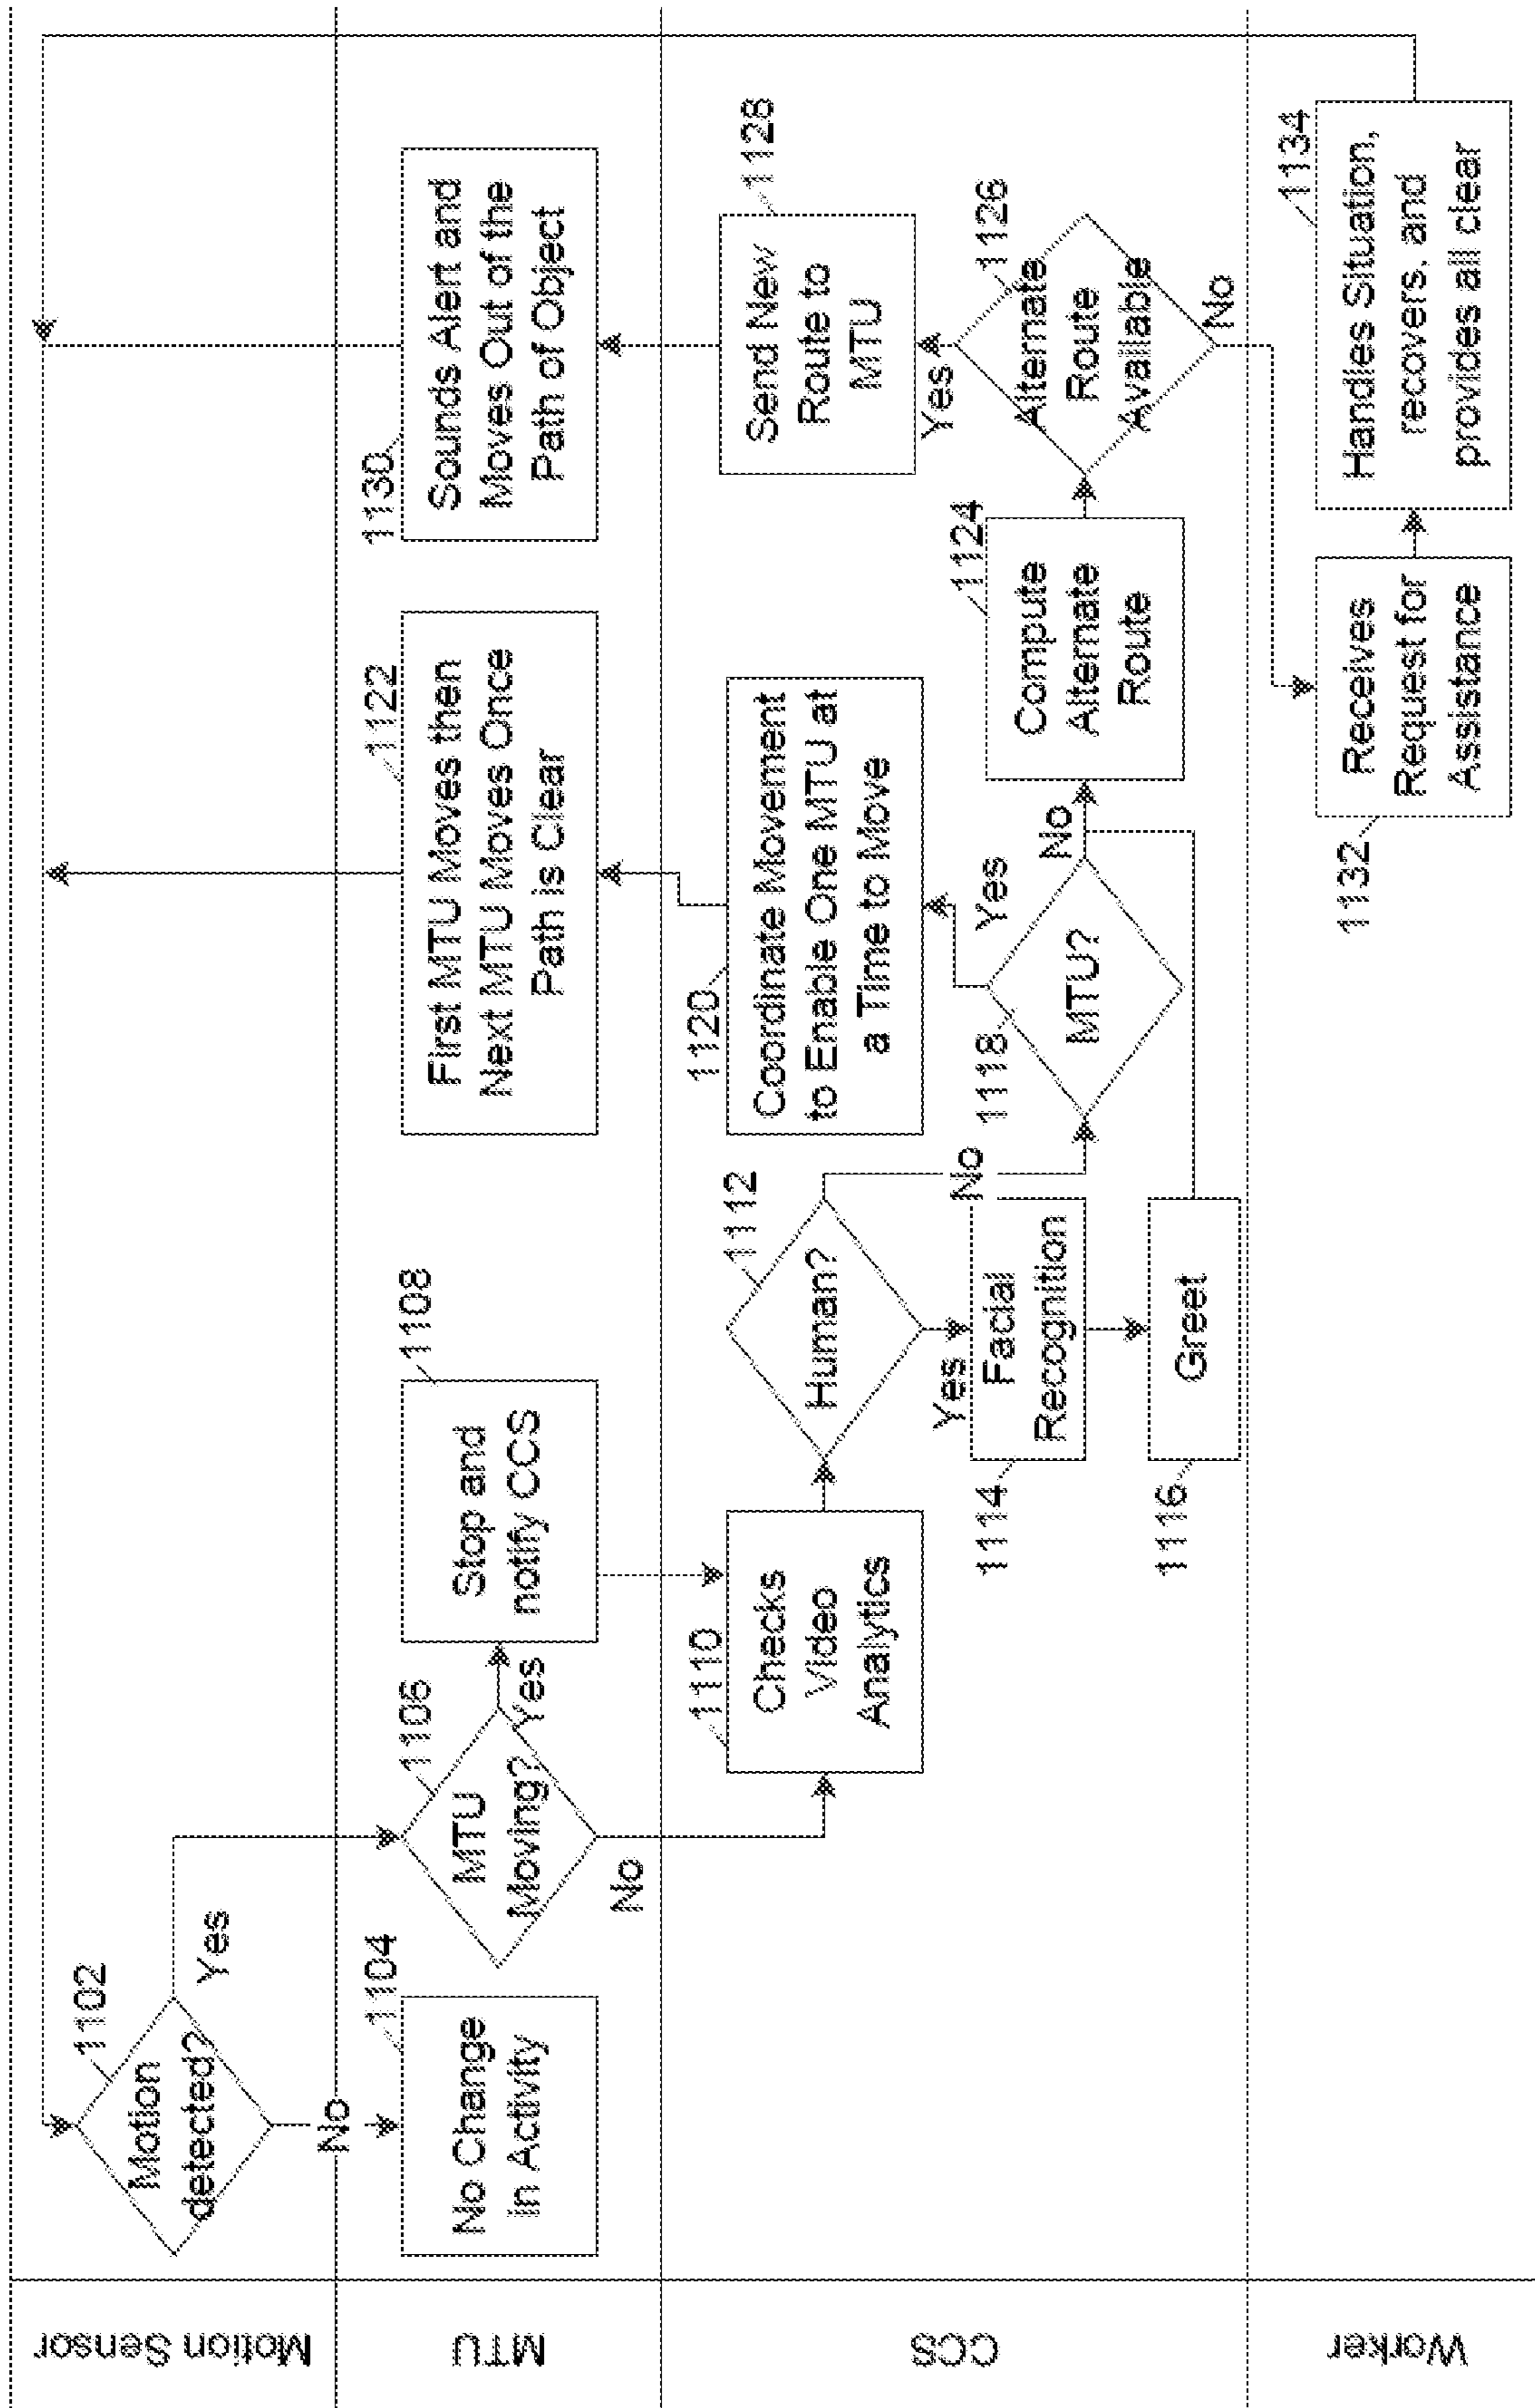 Motion Sensor
1102
Motion
detected?
Yes
No
MTU
1104
No Change
in Activity
1106
MTU
Moving?
Yes
No
1108
Stop and
notify CCS
1122
First MTU Moves then
Next MTU Moves Once
Path is Clear
1130
Sounds Alert and
Moves Out of the
Path of Object
CCS
1110
Checks
Video
Analytics
1112
Human?
Yes
No
1114
Facial
Recognition
1116
Greet
1118
MTU?
Yes
No
1120
Coordinate Movement
to Enable One MTU at
a Time to Move
1124
Compute
Alternate
Route
1126
Alternate
Route
Available
Yes
No
1128
Send New
Route to
MTU
Worker
1132
Receives
Request for
Assistance
1134
Handles Situation,
recovers, and
provides all clear